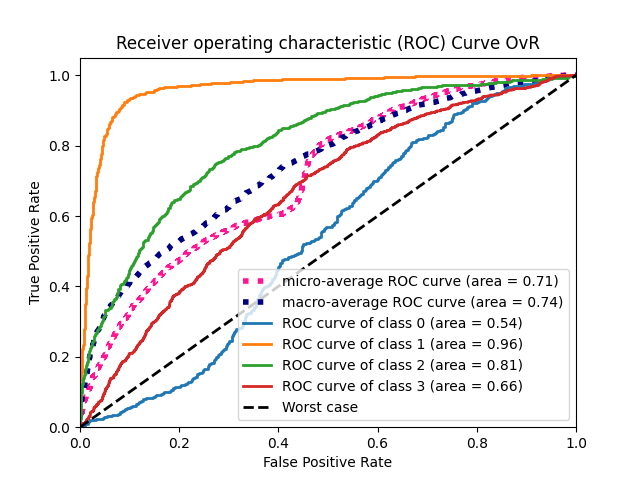 Receiver operating characteristic (ROC) Curve OvR
1.0
0.8
0.6
0.4
0.2
0.0
True Positive Rate
micro-average ROC curve (area = 0.71)
macro-average ROC curve (area = 0.74)
ROC curve of class 0 (area = 0.54)
ROC curve of class 1 (area = 0.96)
ROC curve of class 2 (area = 0.81)
ROC curve of class 3 (area = 0.66)
Worst case
0.0 0.2 0.4 0.6 0.8 1.0
False Positive Rate